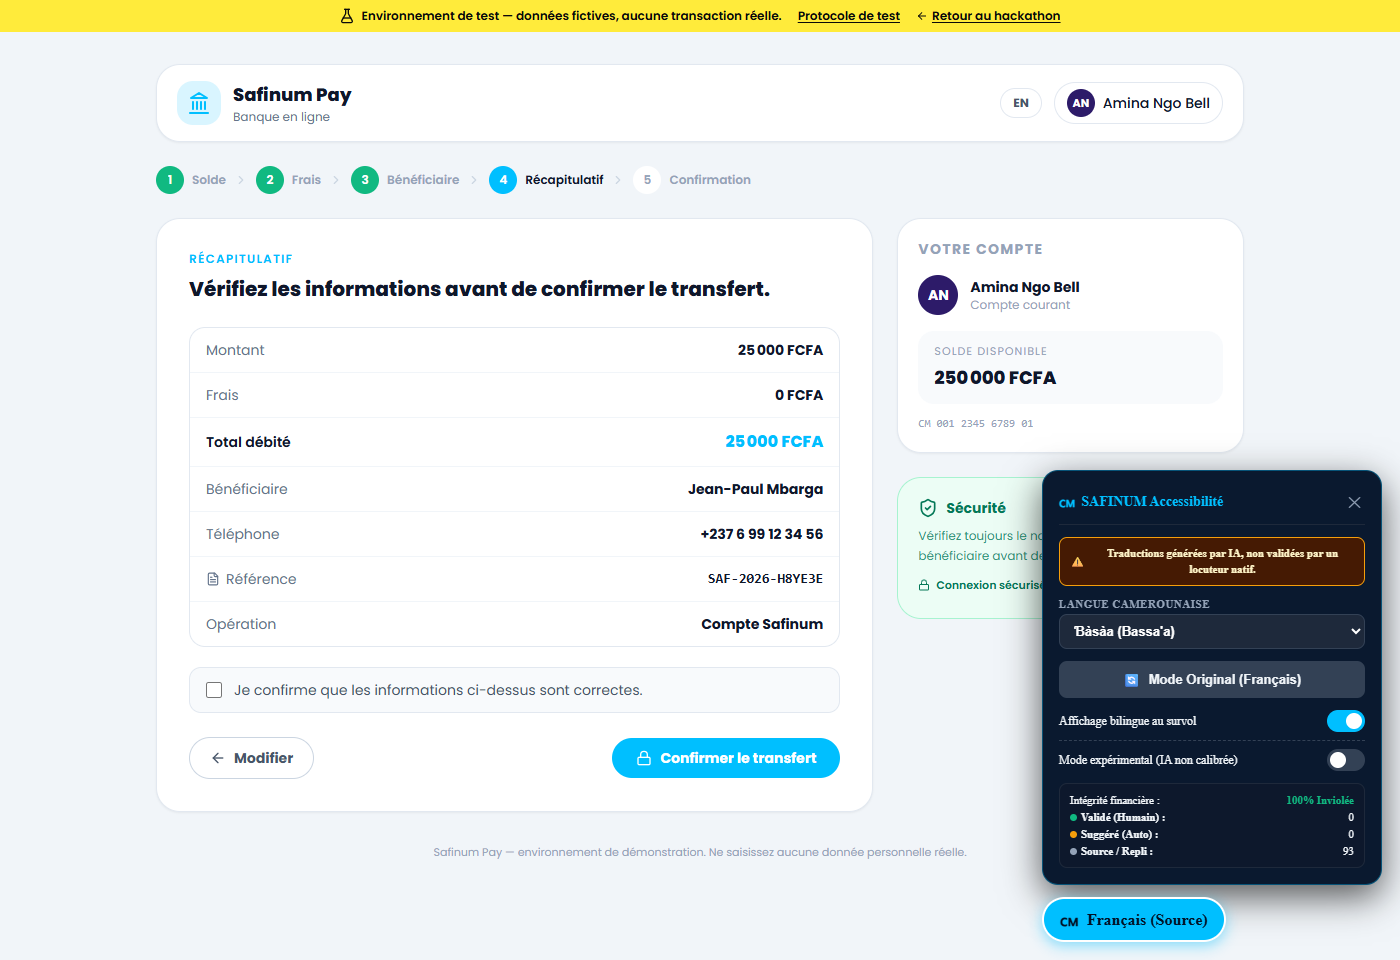 Environnement de test — données fictives, aucune transaction réelle. Protocole de test ← Retour au hackathon
Safinum Pay
Banque en ligne
EN
AN Amina Ngo Bell
1 Solde > 2 Frais > 3 Bénéficiaire > 4 Récapitulatif > 5 Confirmation
RÉCAPITULATIF
Vérifiez les informations avant de confirmer le transfert.
Montant 25 000 FCFA
Frais 0 FCFA
Total débité 25 000 FCFA
Bénéficiaire Jean-Paul Mbarga
Téléphone +237 6 99 12 34 56
Référence SAF-2026-H8YE3E
Opération Compte Safinum
Je confirme que les informations ci-dessus sont correctes.
← Modifier
Confirmer le transfert
VOTRE COMPTE
AN
Amina Ngo Bell
Compte courant
SOLDE DISPONIBLE
250 000 FCFA
CM 001 2345 6789 01
Sécurité
Vérifiez toujours le
bénéficiaire avant
Connexion
CM SAFINUM Accessibilité
Traductions générées par IA, non validées par un
locuteur natif.
LANGUE CAMEROUNAISE
Ɓàsàa (Bassa'a)
Mode Original (Français)
Affichage bilingue au survol
Mode expérimental (IA non calibrée)
Intégrité financière : 100% Inviolée
Validé (Humain) : 0
Suggéré (Auto) : 0
Source / Repli : 93
CM Français (Source)
Safinum Pay — environnement de démonstration. Ne saisissez aucune donnée personnelle réelle.